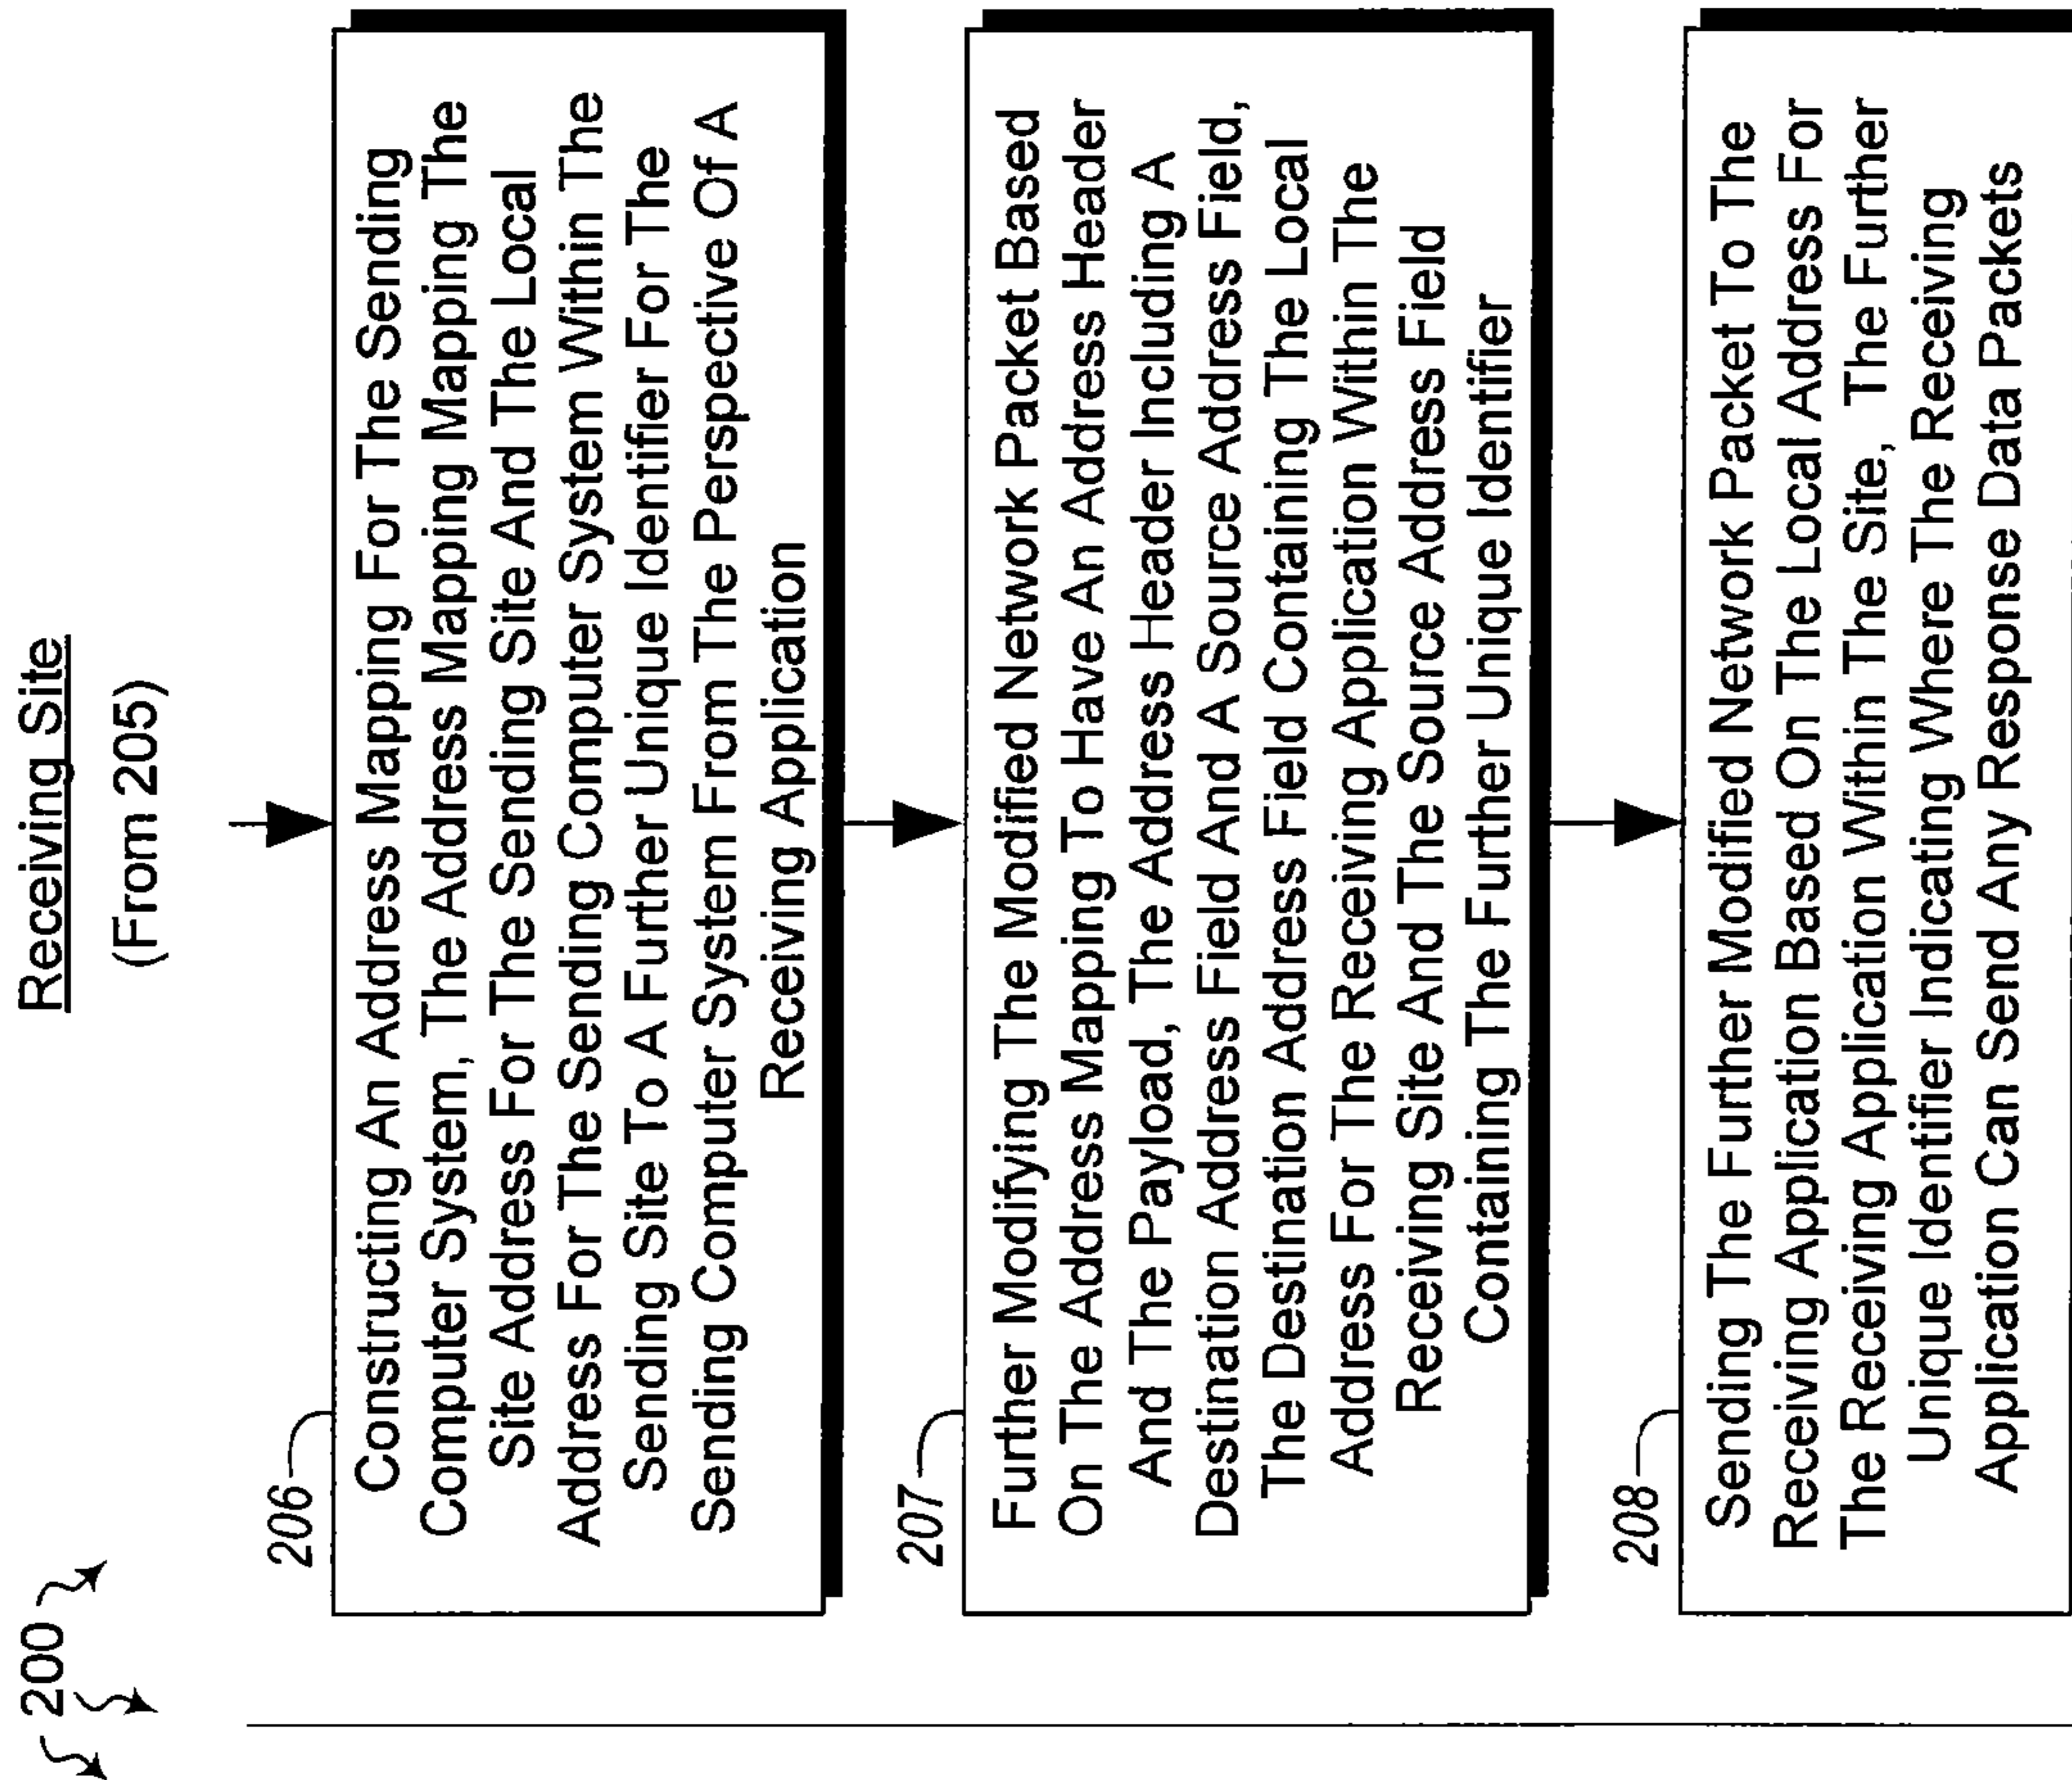 200
Receiving Site
(From 205)
206
Constructing An Address Mapping For The Sending
Computer System, The Address Mapping Mapping The
Site Address For The Sending Site And The Local
Address For The Sending Computer System Within The
Sending Site To A Further Unique Identifier For The
Sending Computer System From The Perspective Of A
Receiving Application
207
Further Modifying The Modified Network Packet Based
On The Address Mapping To Have An Address Header
And The Payload, The Address Header Including A
Destination Address Field And A Source Address Field,
The Destination Address Field Containing The Local
Address For The Receiving Application Within The
Receiving Site And The Source Address Field
Containing The Further Unique Identifier
208
Sending The Further Modified Network Packet To The
Receiving Application Based On The Local Address For
The Receiving Application Within The Site, The Further
Unique Identifier Indicating Where The Receiving
Application Can Send Any Response Data Packets